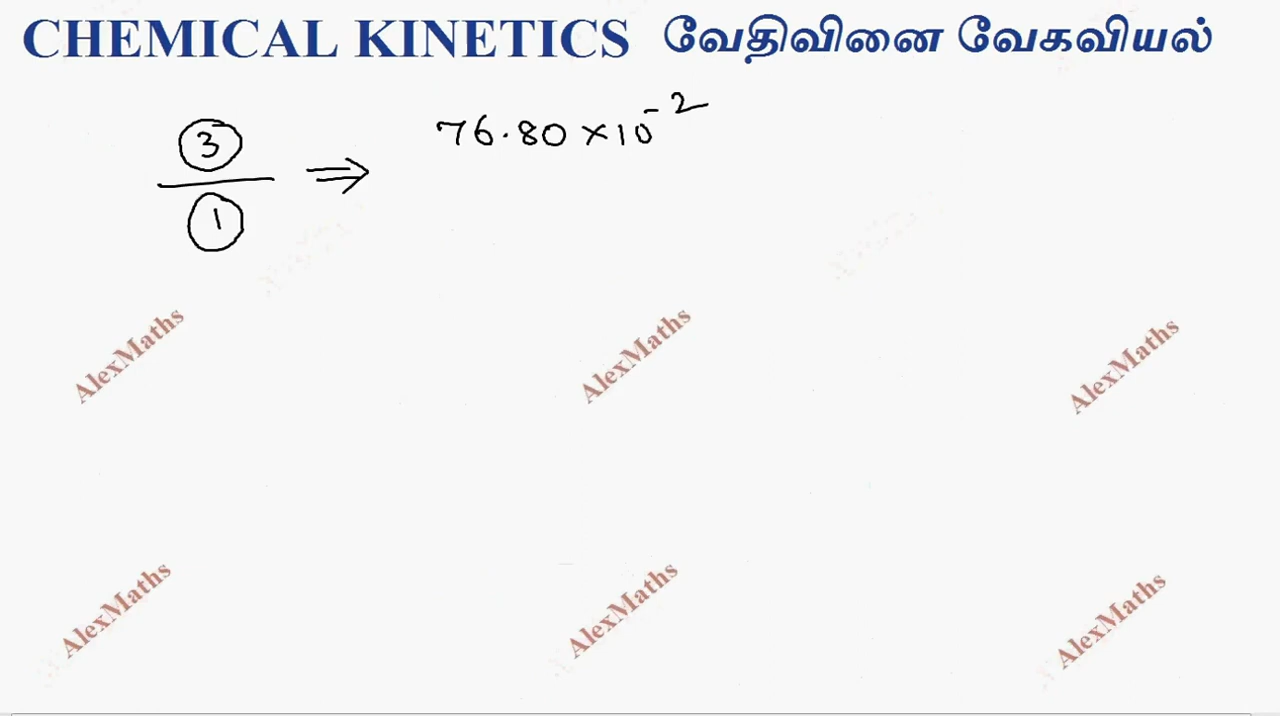 CHEMICAL KINETICS வேதிவினை வேகவியல்
3
1
⇒ 76.80 × 10⁻²
AlexMaths AlexMaths AlexMaths
AlexMaths AlexMaths AlexMaths